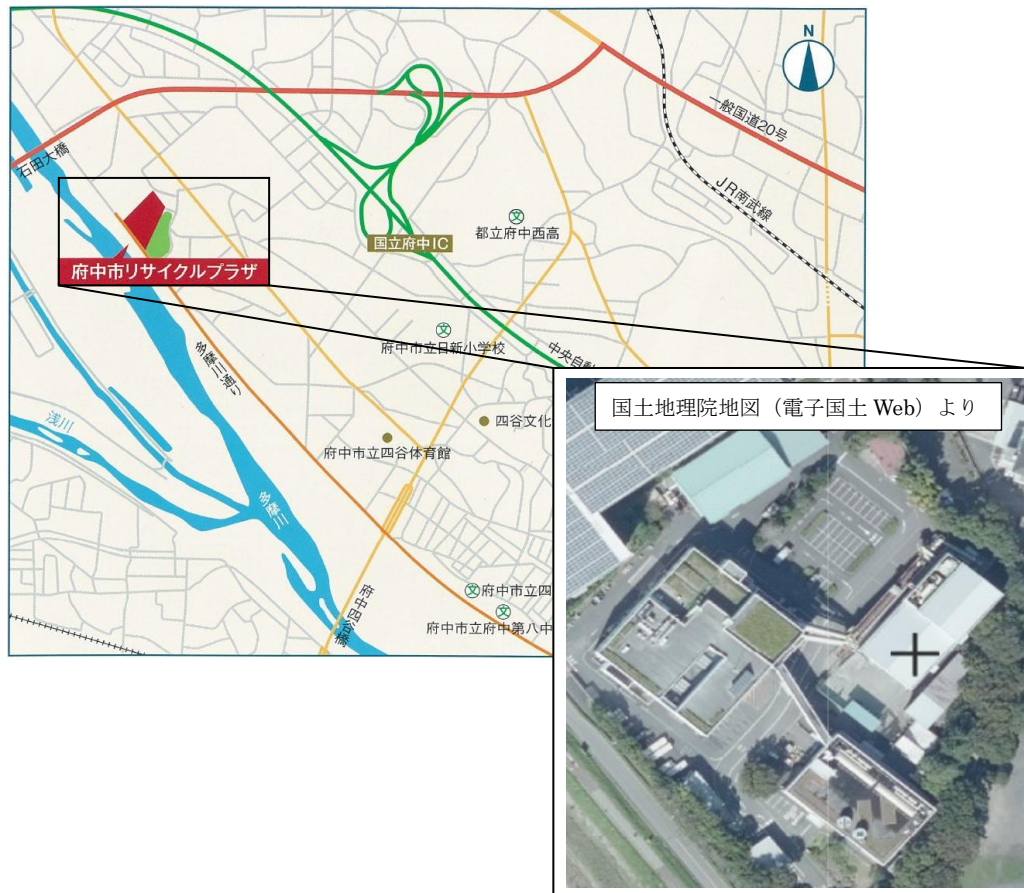 N
一般国道20号
石田大橋
JR南武線
都立府中西高
国立府中IC
府中市リサイクルプラザ
府中市立日新小学校
中央自動
多摩川通り
国土地理院地図(電子国土 Web)より
浅川
四谷文化
府中市立四谷体育館
多摩川
府中市立四
府中四谷橋
府中市立府中第八中